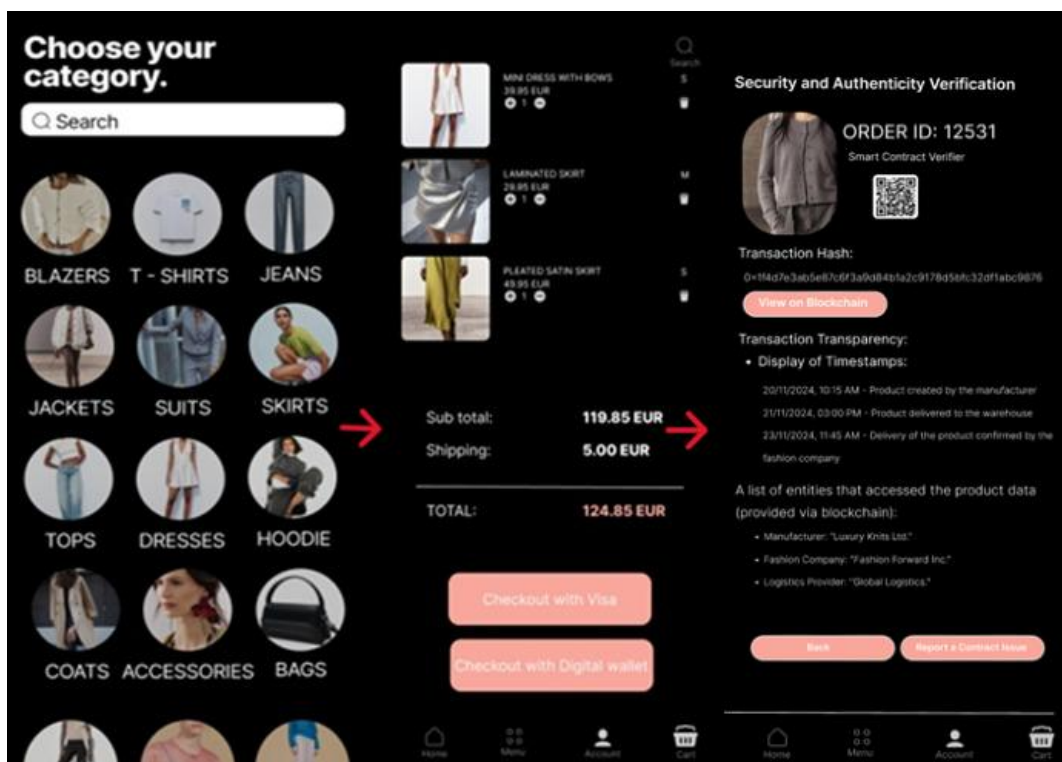 Choose your
category.
Search
BLAZERS T - SHIRTS JEANS
JACKETS SUITS SKIRTS
TOPS DRESSES HOODIE
COATS ACCESSORIES BAGS
Search
MINI DRESS WITH BOWS S
39.95 EUR
1
LAMINATED SKIRT M
29.95 EUR
1
PLEATED SATIN SKIRT S
49.95 EUR
1
Sub total: 119.85 EUR
Shipping: 5.00 EUR
TOTAL: 124.85 EUR
Checkout with Visa
Checkout with Digital wallet
Home Menu Account Cart
Security and Authenticity Verification
ORDER ID: 12531
Smart Contract Verifier
Transaction Hash:
View on Blockchain
Transaction Transparency:
• Display of Timestamps:
20/11/2024, 10:15 AM - Product created by the manufacturer
21/11/2024, 03:00 PM - Product delivered to the warehouse
23/11/2024, 11:45 AM - Delivery of the product confirmed by the
fashion company
A list of entities that accessed the product data
(provided via blockchain):
• Manufacturer: "Luxury Knits Ltd."
• Fashion Company: "Fashion Forward Inc."
• Logistics Provider: "Global Logistics."
Back Report a Contract Issue
Home Menu Account Cart